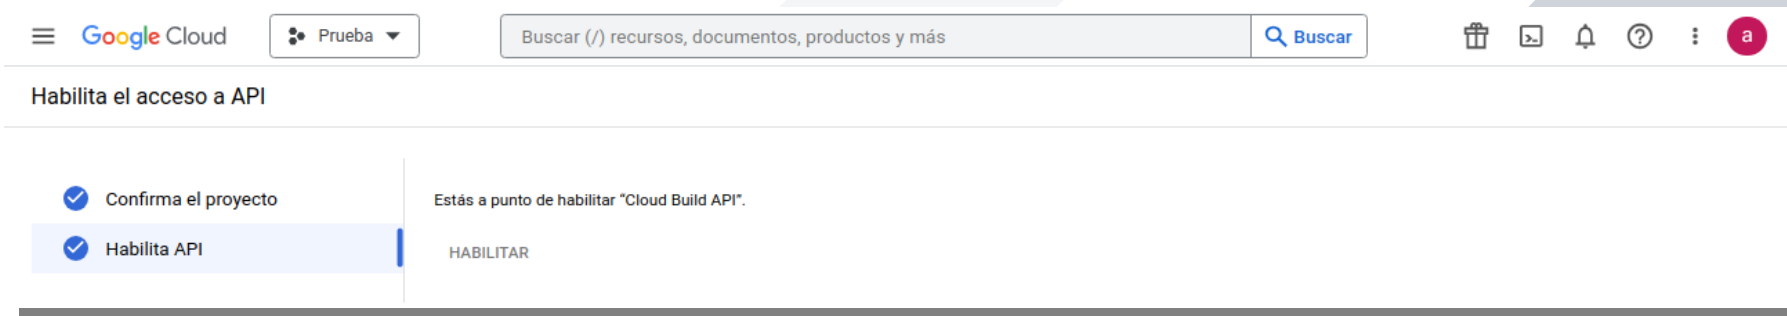 Google Cloud
Prueba
Buscar (/) recursos, documentos, productos y más
Buscar
a
Habilita el acceso a API
Confirma el proyecto
Habilita API
Estás a punto de habilitar “Cloud Build API”.
HABILITAR